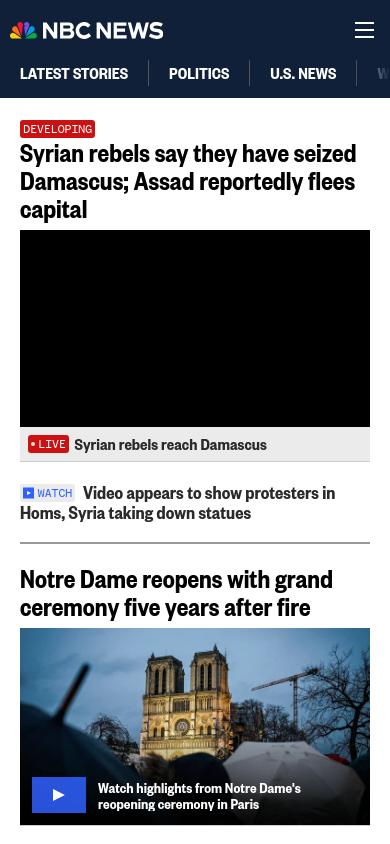 NBC NEWS
LATEST STORIES POLITICS U.S. NEWS
DEVELOPING
Syrian rebels say they have seized
Damascus; Assad reportedly flees
capital
LIVE Syrian rebels reach Damascus
WATCH Video appears to show protesters in
Homs, Syria taking down statues
Notre Dame reopens with grand
ceremony five years after fire
Watch highlights from Notre Dame's
reopening ceremony in Paris